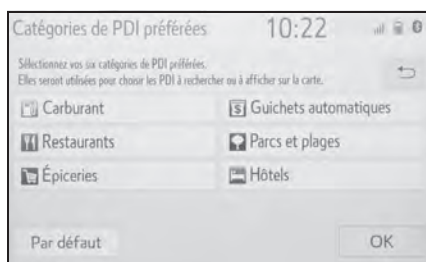 Catégories de PDI préférées 10:22
Sélectionnez vos six catégories de PDI préférées.
Elles seront utilisées pour choisir les PDI à rechercher ou à afficher sur la carte.
Carburant
$ Guichets automatiques
Restaurants
Parcs et plages
Épiceries
Hôtels
Par défaut
OK